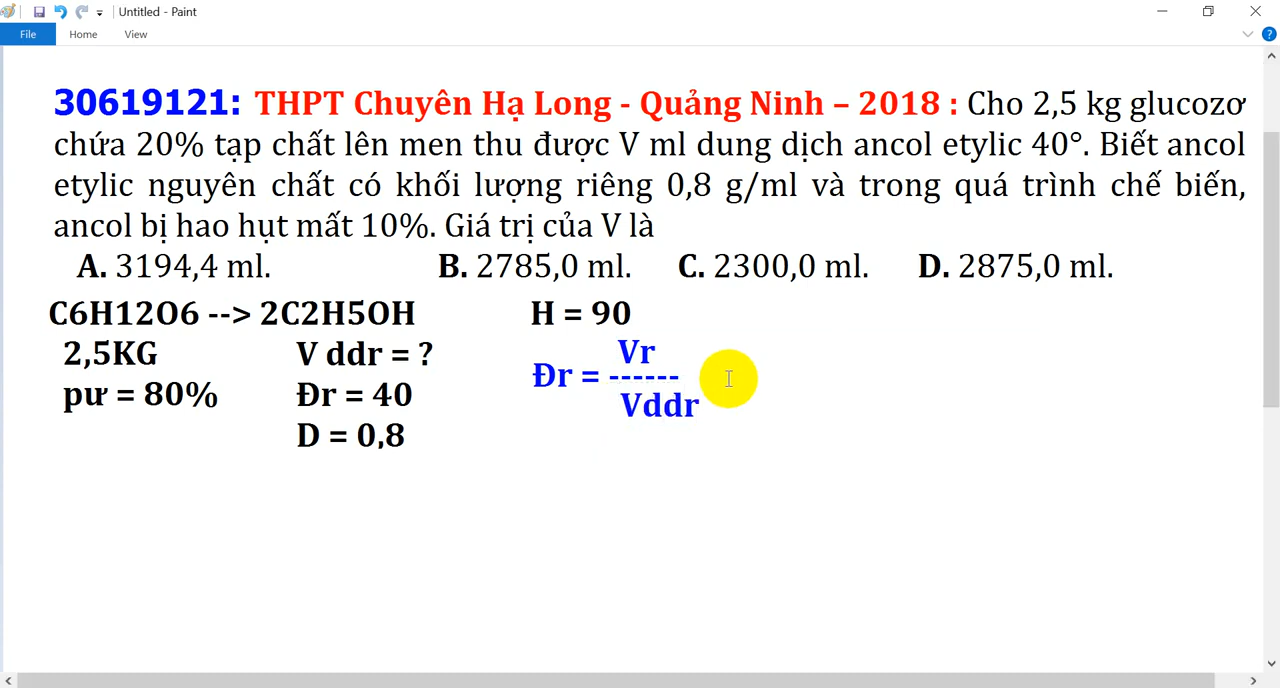 Untitled - Paint
File Home View
30619121: THPT Chuyên Hạ Long - Quảng Ninh – 2018 : Cho 2,5 kg glucozơ
chứa 20% tạp chất lên men thu được V ml dung dịch ancol etylic 40°. Biết ancol
etylic nguyên chất có khối lượng riêng 0,8 g/ml và trong quá trình chế biến,
ancol bị hao hụt mất 10%. Giá trị của V là
A. 3194,4 ml. B. 2785,0 ml. C. 2300,0 ml. D. 2875,0 ml.
C6H12O6 --> 2C2H5OH H = 90
2,5KG V ddr = ?
pư = 80% Đr = 40
D = 0,8
Vr
Đr = ------
Vddr